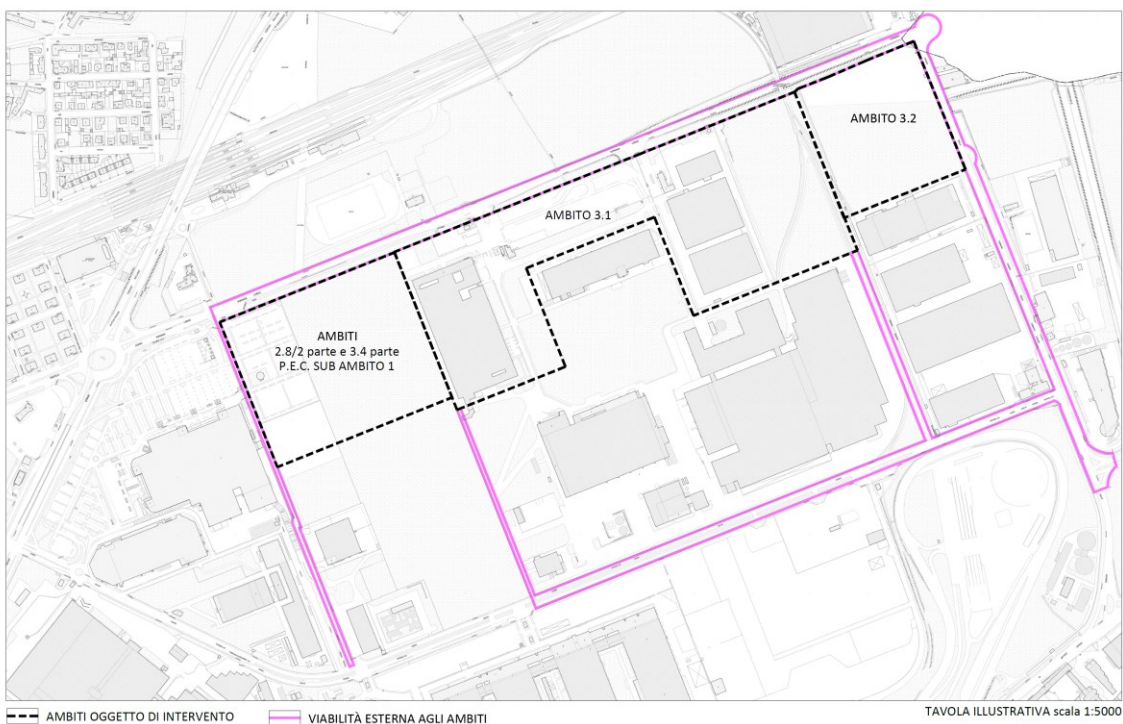 AMBITO 3.2
AMBITO 3.1
AMBITI
2.8/2 parte e 3.4 parte
P.E.C. SUB AMBITO 1
AMBITI OGGETTO DI INTERVENTO
VIABILITÀ ESTERNA AGLI AMBITI
TAVOLA ILLUSTRATIVA scala 1:5000